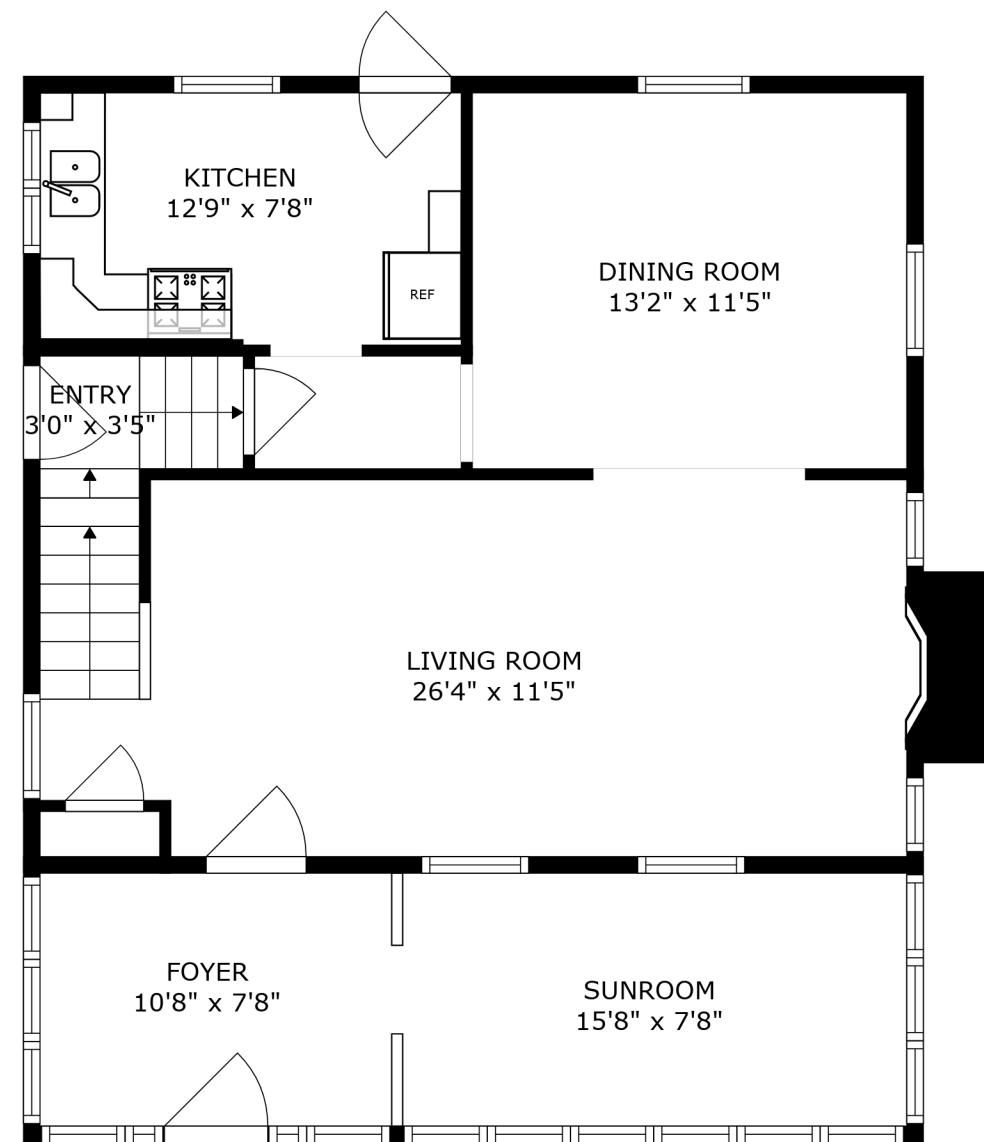 KITCHEN
12'9" x 7'8"
REF
DINING ROOM
13'2" x 11'5"
ENTRY
3'0" x 3'5"
LIVING ROOM
26'4" x 11'5"
FOYER
10'8" x 7'8"
SUNROOM
15'8" x 7'8"